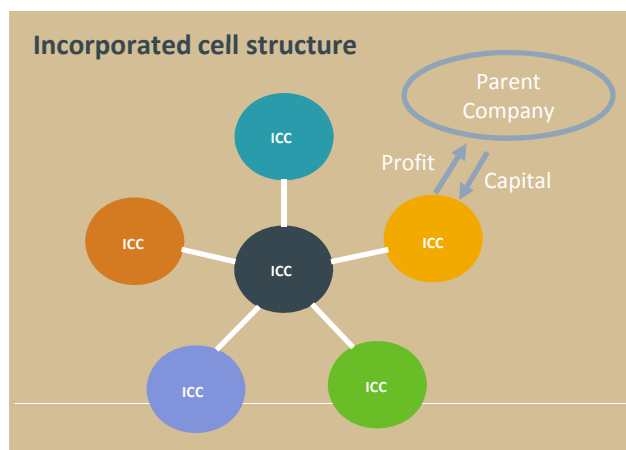 Incorporated cell structure
Parent
Company
ICC
Profit
Capital
ICC
ICC
ICC
ICC
ICC